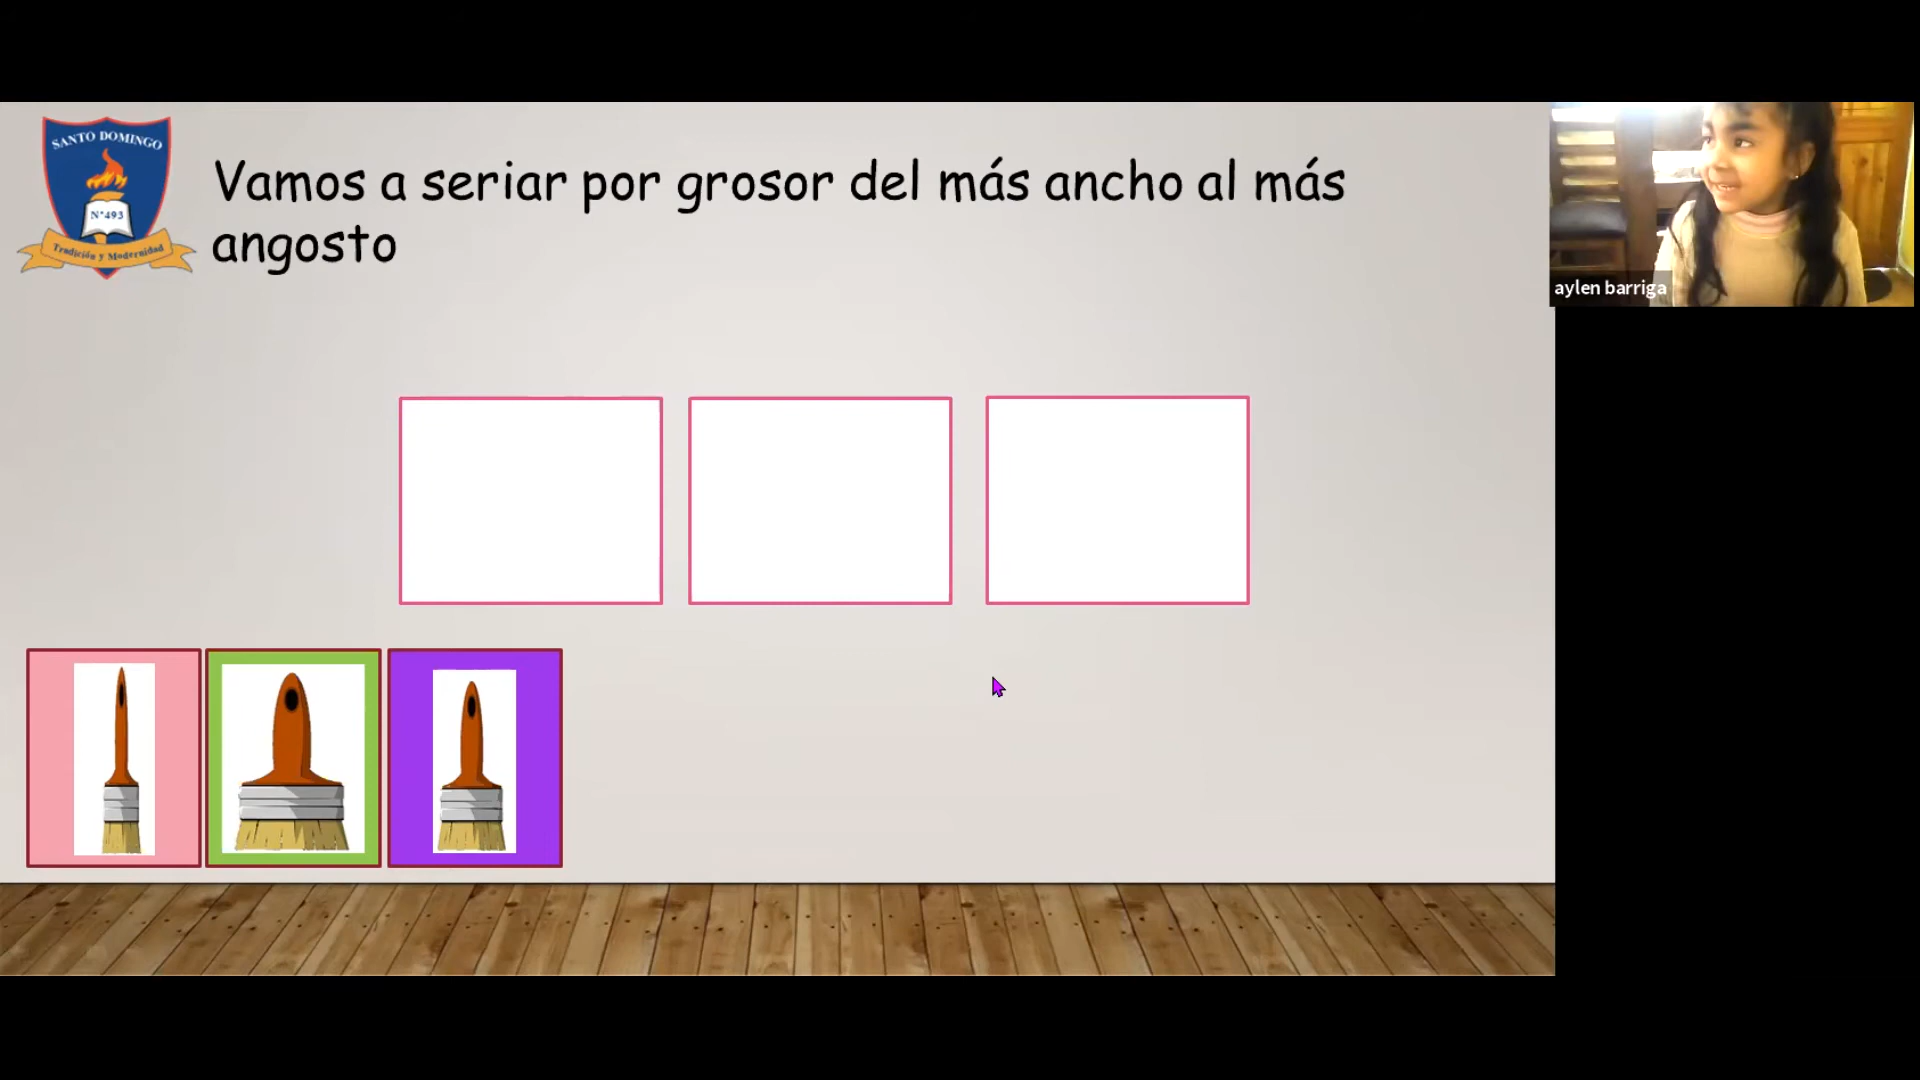 SANTO DOMINGO
N°493
Tradición y Modernidad
Vamos a seriar por grosor del más ancho al más
angosto
aylen barriga